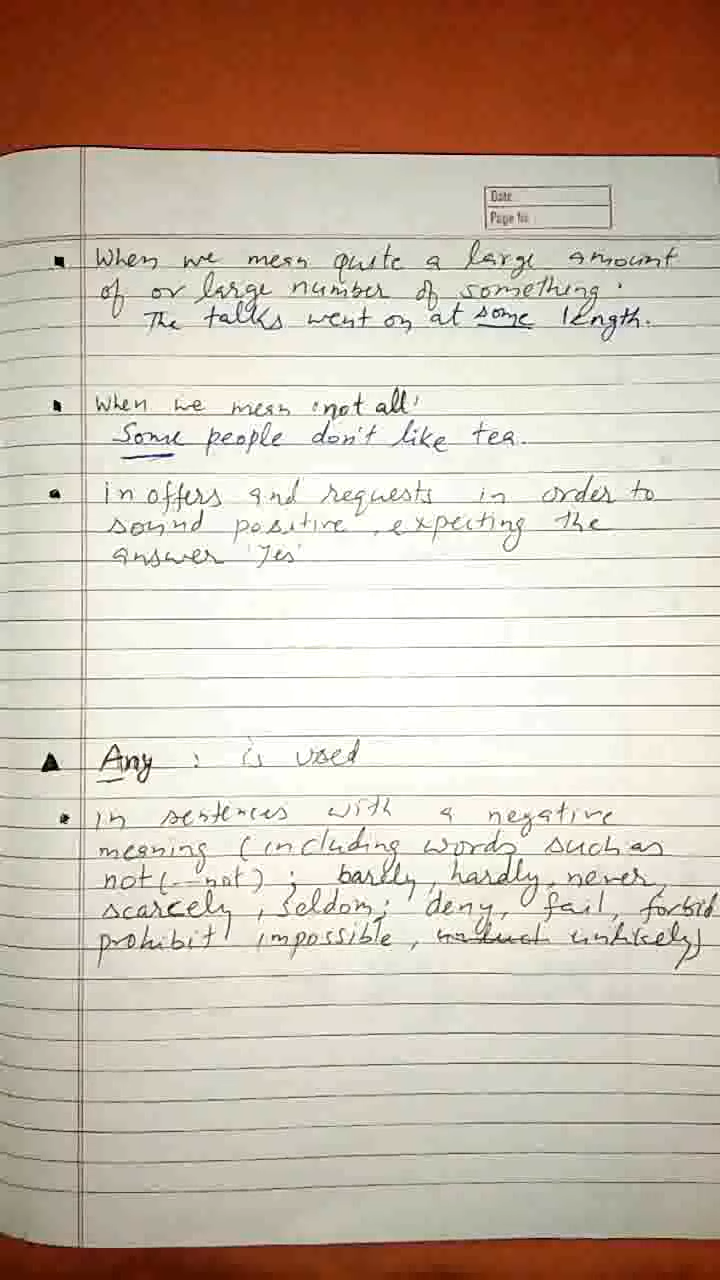 Date
Page No
▪ When we mean quite a large amount
of or large number of something.
The talks went on at some length.
▪ When we mean 'not all'
Some people don't like tea.
▪ in offers and requests in order to
sound positive, expecting the
answer 'Yes'
▲ Any : is used
• in sentences with a negative
meaning (including words such as
not (-not) ; barely, hardly, never,
scarcely, seldom; deny, fail, forbid
prohibit impossible, unlikely)